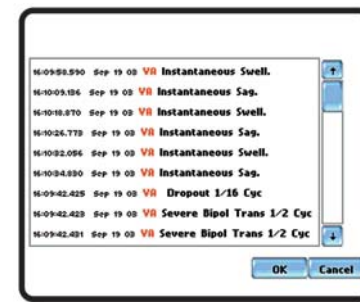 16:09:58.590 Sep 19 03 VA Instantaneous Swell.
16:10:09.136 Sep 19 03 VA Instantaneous Sag.
16:10:18.870 Sep 19 03 VA Instantaneous Swell.
16:10:26.773 Sep 19 03 VA Instantaneous Sag.
16:10:32.056 Sep 19 03 VA Instantaneous Swell.
16:10:34.830 Sep 19 03 VA Instantaneous Sag.
16:09:42.425 Sep 19 03 VA Dropout 1/16 Cyc
16:09:42.423 Sep 19 03 VA Severe Bipol Trans 1/2 Cyc
16:09:42.431 Sep 19 03 VA Severe Bipol Trans 1/2 Cyc
OK Cancel